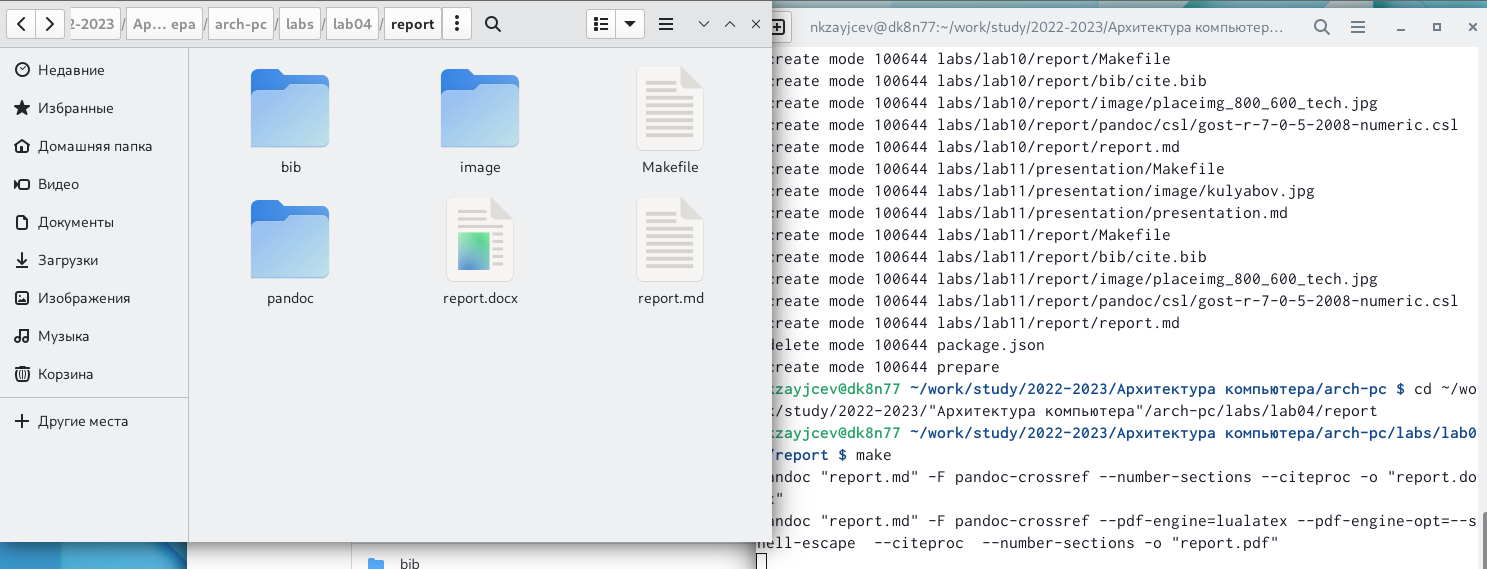 2-2023 / Ар… ера / arch-pc / labs / lab04 / report
Недавние
Избранные
Домашняя папка
Видео
Документы
Загрузки
Изображения
Музыка
Корзина
Другие места
bib
image
Makefile
pandoc
report.docx
report.md
bib
nkzayjcev@dk8n77:~/work/study/2022-2023/Архитектура компьютер…
create mode 100644 labs/lab10/report/Makefile
create mode 100644 labs/lab10/report/bib/cite.bib
create mode 100644 labs/lab10/report/image/placeimg_800_600_tech.jpg
create mode 100644 labs/lab10/report/pandoc/csl/gost-r-7-0-5-2008-numeric.csl
create mode 100644 labs/lab10/report/report.md
create mode 100644 labs/lab11/presentation/Makefile
create mode 100644 labs/lab11/presentation/image/kulyabov.jpg
create mode 100644 labs/lab11/presentation/presentation.md
create mode 100644 labs/lab11/report/Makefile
create mode 100644 labs/lab11/report/bib/cite.bib
create mode 100644 labs/lab11/report/image/placeimg_800_600_tech.jpg
create mode 100644 labs/lab11/report/pandoc/csl/gost-r-7-0-5-2008-numeric.csl
create mode 100644 labs/lab11/report/report.md
delete mode 100644 package.json
create mode 100644 prepare
nkzayjcev@dk8n77 ~/work/study/2022-2023/Архитектура компьютера/arch-pc $ cd ~/wo
rk/study/2022-2023/"Архитектура компьютера"/arch-pc/labs/lab04/report
nkzayjcev@dk8n77 ~/work/study/2022-2023/Архитектура компьютера/arch-pc/labs/lab0
4/report $ make
pandoc "report.md" -F pandoc-crossref --number-sections --citeproc -o "report.do
cx"
pandoc "report.md" -F pandoc-crossref --pdf-engine=lualatex --pdf-engine-opt=--s
hell-escape  --citeproc  --number-sections -o "report.pdf"